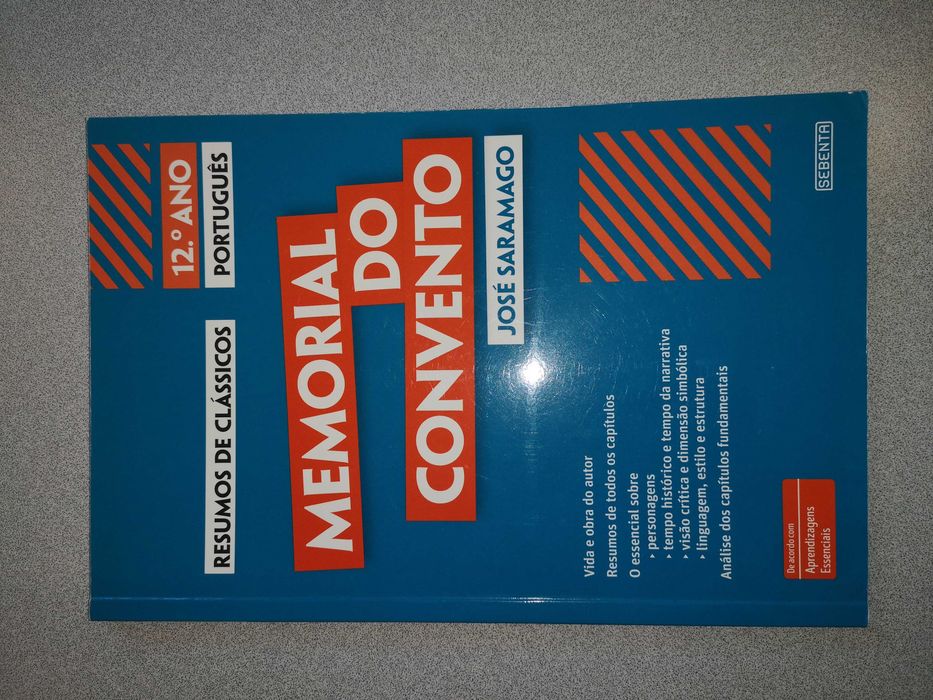 RESUMOS DE CLÁSSICOS
12.º ANO
PORTUGUÊS
MEMORIAL
DO
CONVENTO
JOSÉ SARAMAGO
Vida e obra do autor
Resumos de todos os capítulos
O essencial sobre
› personagens
› tempo histórico e tempo da narrativa
› visão crítica e dimensão simbólica
› linguagem, estilo e estrutura
Análise dos capítulos fundamentais
De acordo com
Aprendizagens
Essenciais
SEBENTA